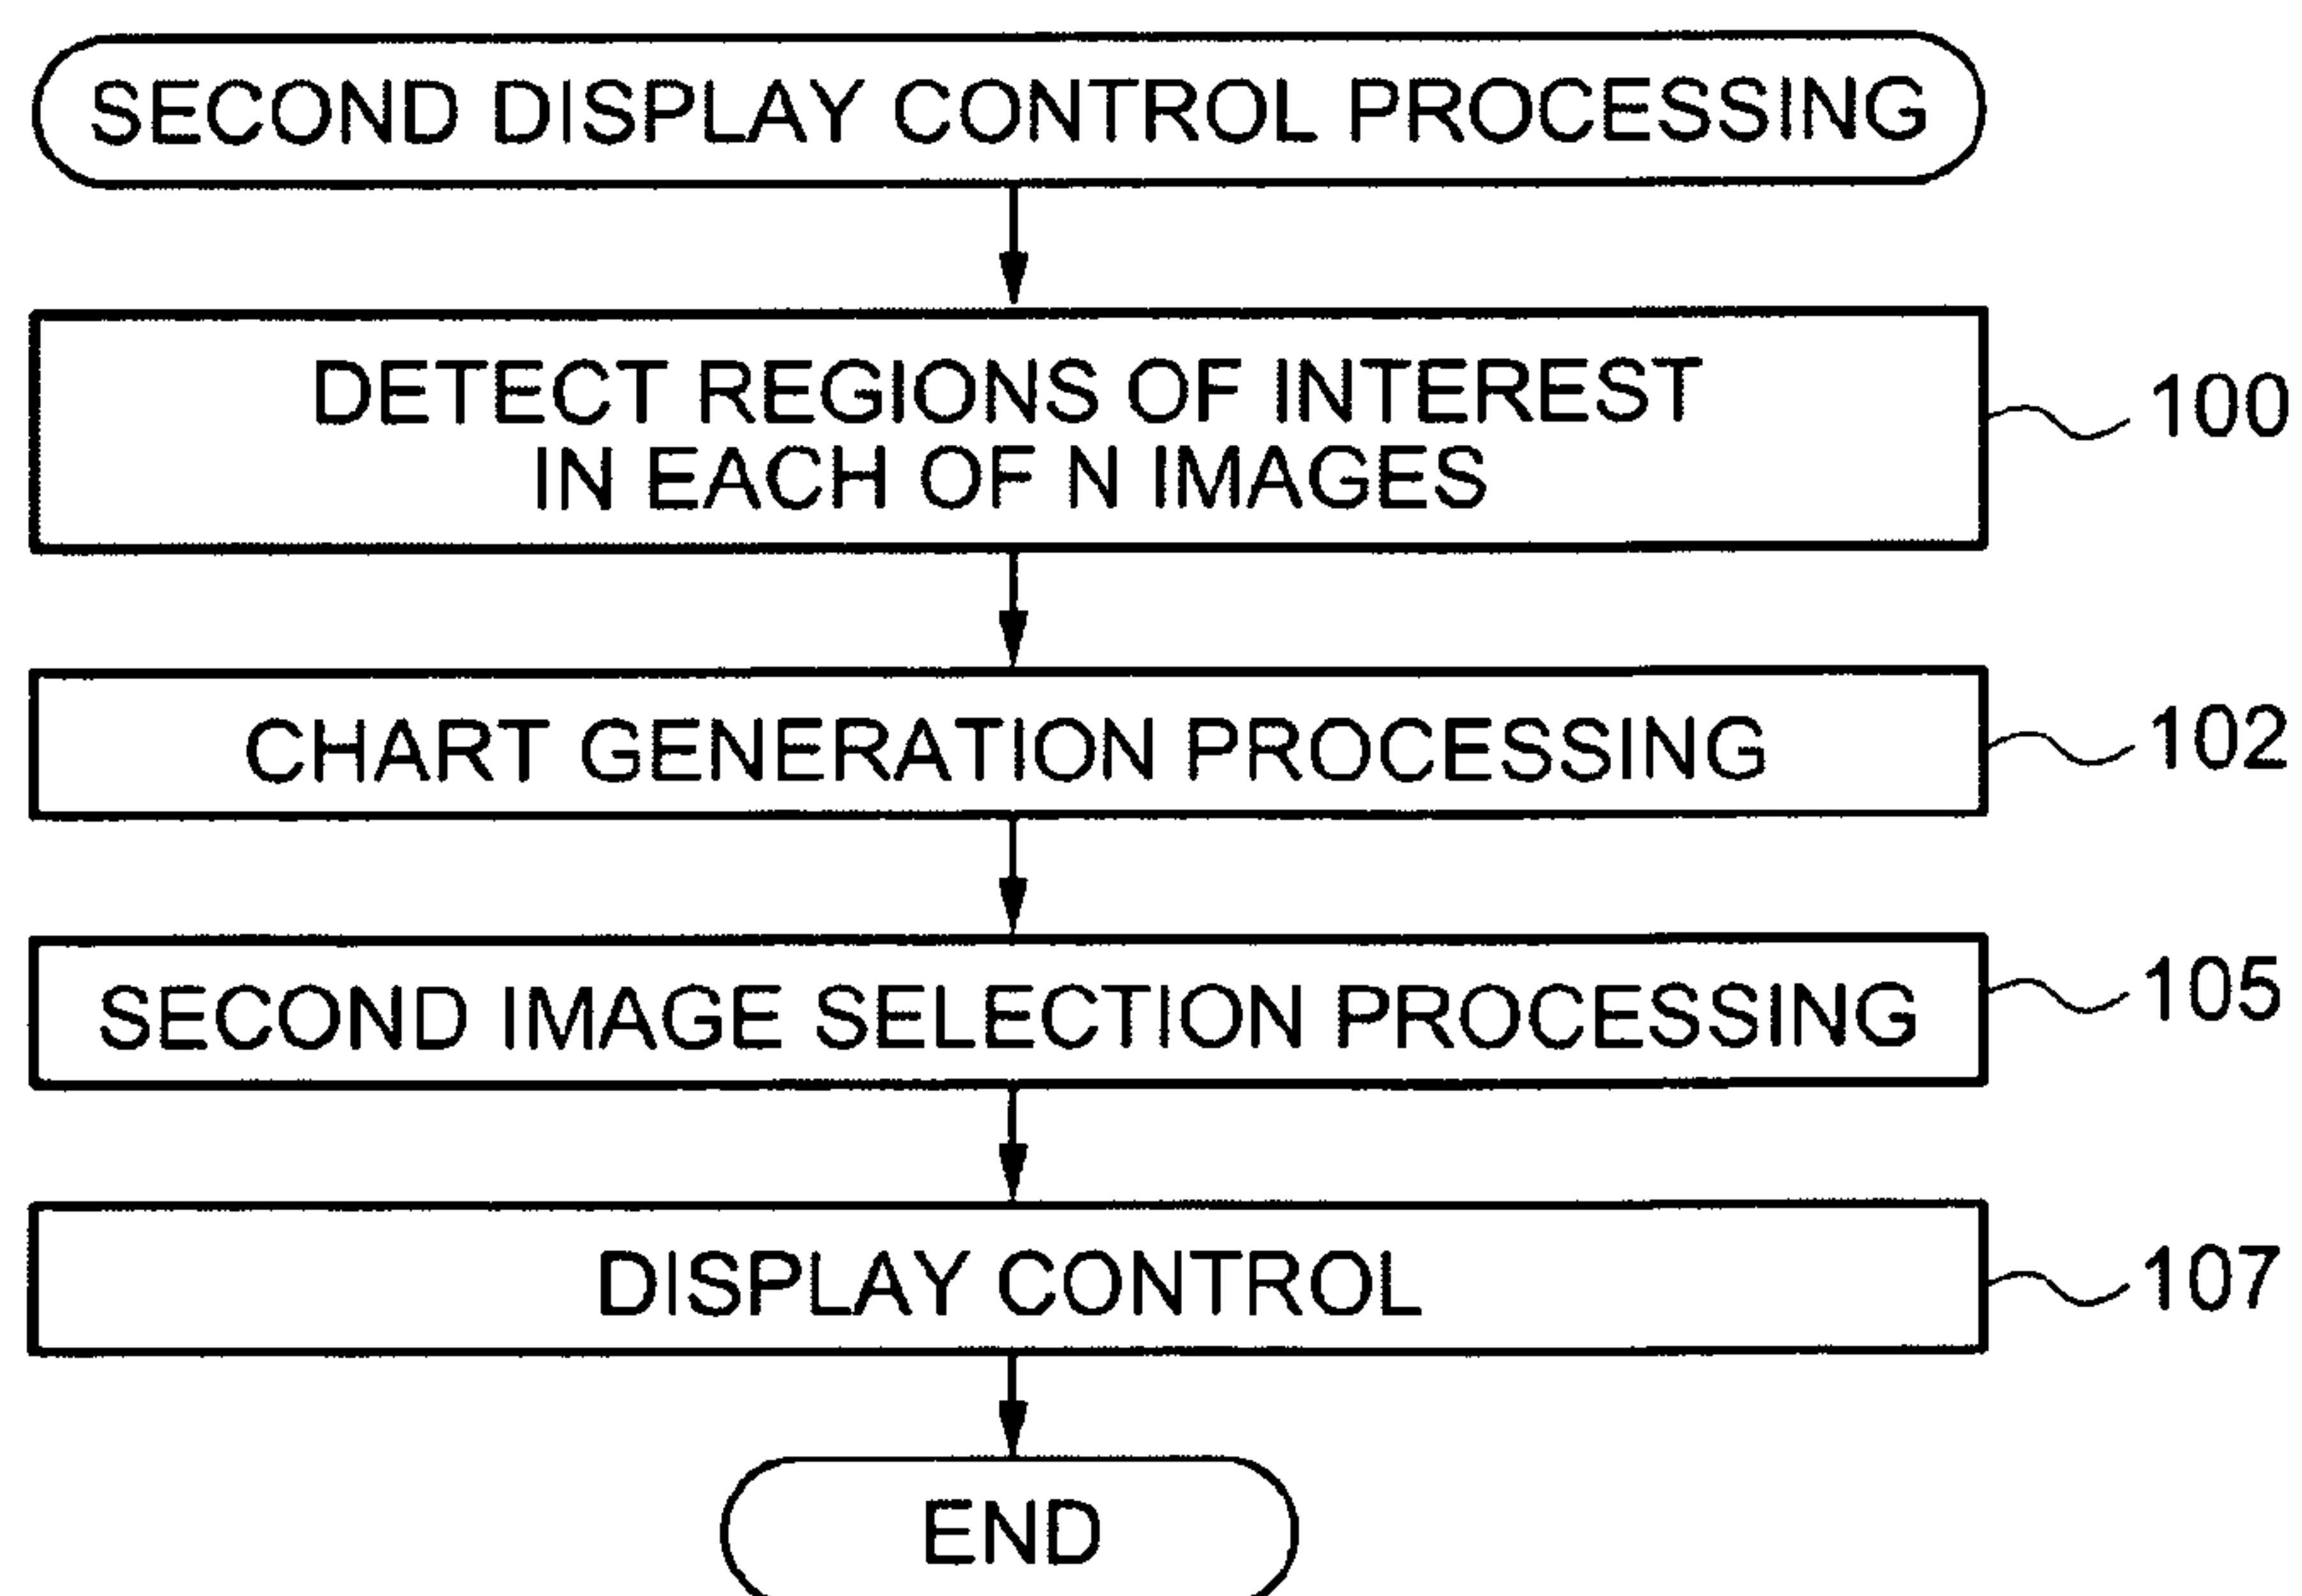 SECOND DISPLAY CONTROL PROCESSING
DETECT REGIONS OF INTEREST
IN EACH OF N IMAGES
100
CHART GENERATION PROCESSING
102
SECOND IMAGE SELECTION PROCESSING
105
DISPLAY CONTROL
107
END